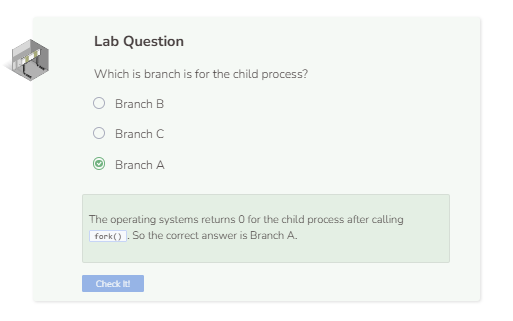 Lab Question
Which is branch is for the child process?
Branch B
Branch C
Branch A
The operating systems returns 0 for the child process after calling
fork() . So the correct answer is Branch A.
Check It!